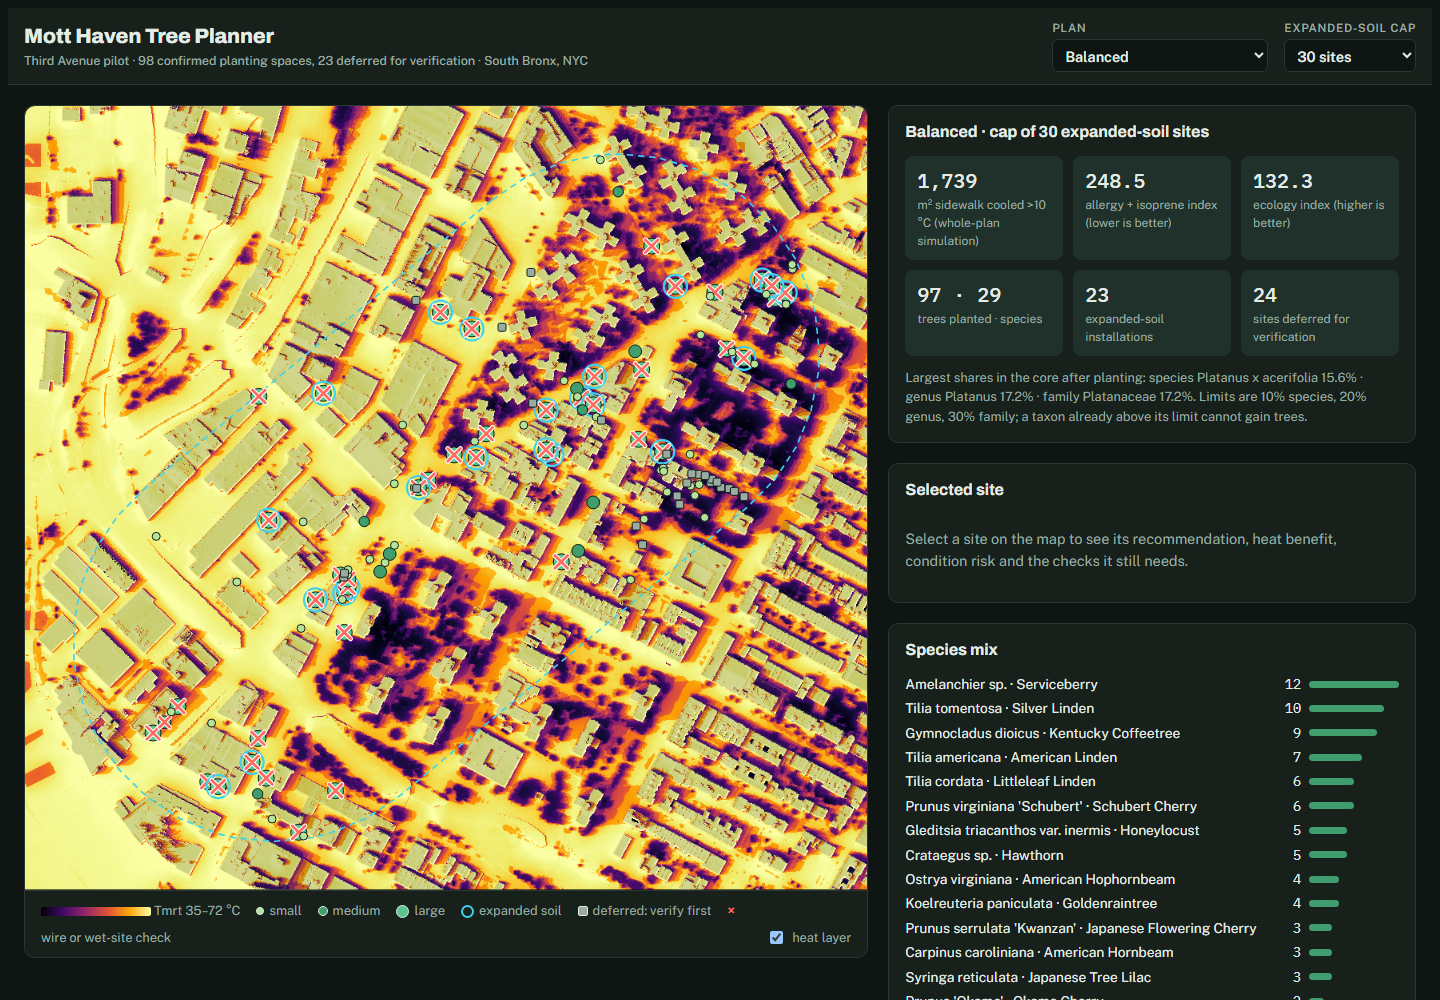 Mott Haven Tree Planner
Third Avenue pilot · 98 confirmed planting spaces, 23 deferred for verification · South Bronx, NYC
PLAN
EXPANDED-SOIL CAP
Balanced
30 sites
Balanced · cap of 30 expanded-soil sites
1,739
m² sidewalk cooled >10
°C (whole-plan
simulation)
248.5
allergy + isoprene index
(lower is better)
132.3
ecology index (higher is
better)
97 · 29
trees planted · species
23
expanded-soil
installations
24
sites deferred for
verification
Largest shares in the core after planting: species Platanus x acerifolia 15.6% ·
genus Platanus 17.2% · family Platanaceae 17.2%. Limits are 10% species, 20%
genus, 30% family; a taxon already above its limit cannot gain trees.
Selected site
Select a site on the map to see its recommendation, heat benefit,
condition risk and the checks it still needs.
Species mix
Amelanchier sp. · Serviceberry 12
Tilia tomentosa · Silver Linden 10
Gymnocladus dioicus · Kentucky Coffeetree 9
Tilia americana · American Linden 7
Tilia cordata · Littleleaf Linden 6
Prunus virginiana 'Schubert' · Schubert Cherry 6
Gleditsia triacanthos var. inermis · Honeylocust 5
Crataegus sp. · Hawthorn 5
Ostrya virginiana · American Hophornbeam 4
Koelreuteria paniculata · Goldenraintree 4
Prunus serrulata 'Kwanzan' · Japanese Flowering Cherry 3
Carpinus caroliniana · American Hornbeam 3
Syringa reticulata · Japanese Tree Lilac 3
Tmrt 35–72 °C small medium large expanded soil deferred: verify first
wire or wet-site check heat layer